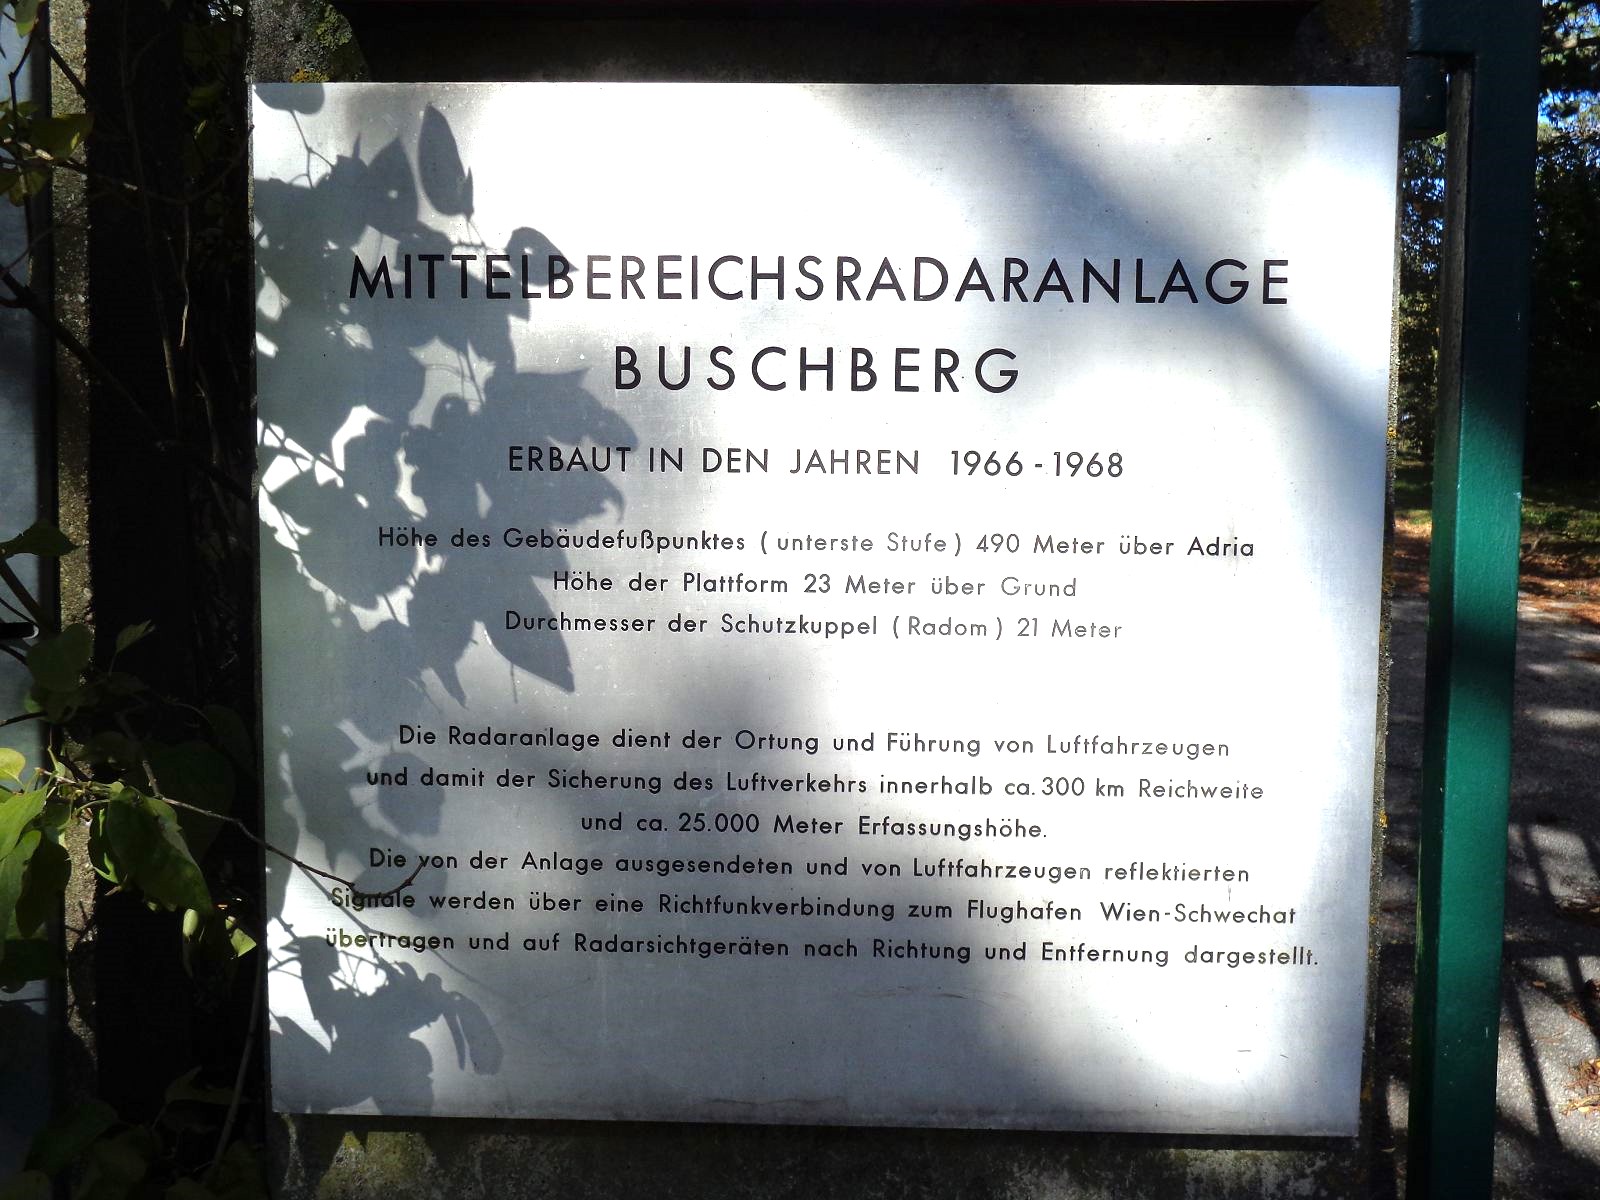 MITTELBEREICHSRADARANLAGE
BUSCHBERG
ERBAUT IN DEN JAHREN 1966 - 1968
Höhe des Gebäudefußpunktes ( unterste Stufe ) 490 Meter über Adria
Höhe der Plattform 23 Meter über Grund
Durchmesser der Schutzkuppel ( Radom ) 21 Meter
Die Radaranlage dient der Ortung und Führung von Luftfahrzeugen
und damit der Sicherung des Luftverkehrs innerhalb ca. 300 km Reichweite
und ca. 25.000 Meter Erfassungshöhe.
Die von der Anlage ausgesendeten und von Luftfahrzeugen reflektierten
Signale werden über eine Richtfunkverbindung zum Flughafen Wien-Schwechat
übertragen und auf Radarsichtgeräten nach Richtung und Entfernung dargestellt.